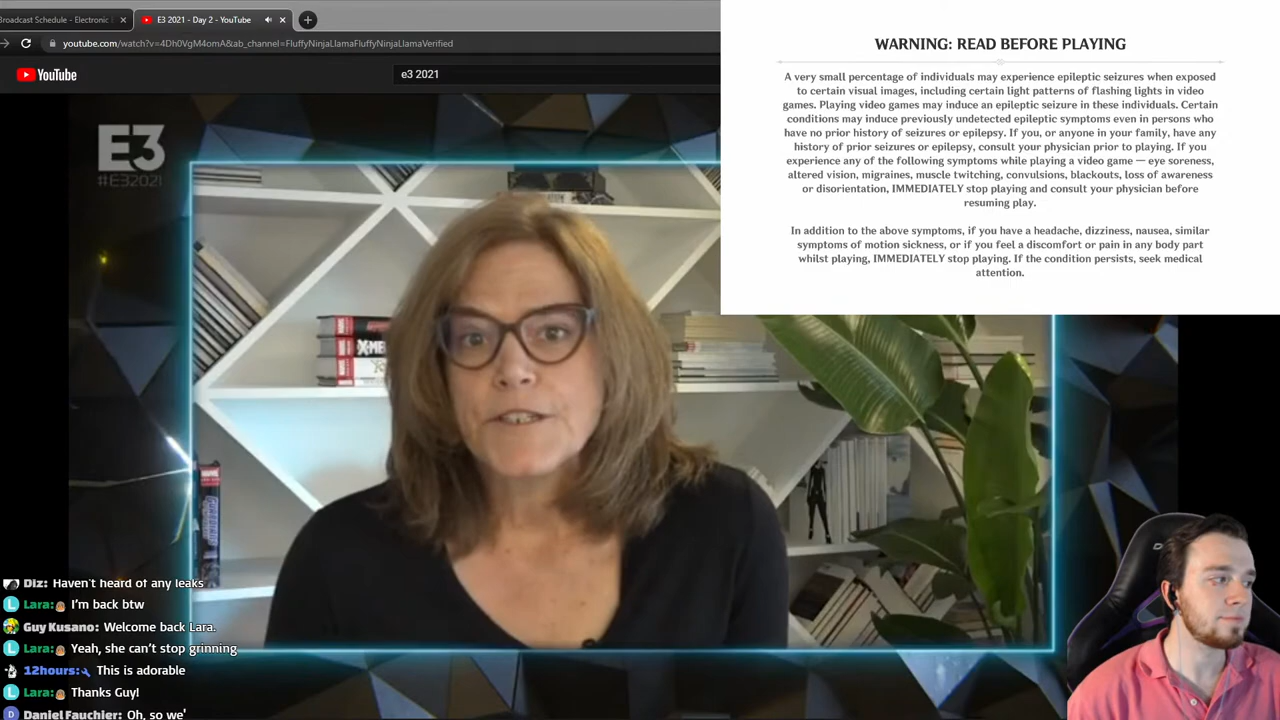 Broadcast Schedule - Electronic
E3 2021 - Day 2 - YouTube
youtube.com/watch?v=4Dh0VgM4omA&ab_channel=FluffyNinjaLlamaFluffyNinjaLlamaVerified
YouTube
e3 2021
WARNING: READ BEFORE PLAYING
A very small percentage of individuals may experience epileptic seizures when exposed
to certain visual images, including certain light patterns of flashing lights in video
games. Playing video games may induce an epileptic seizure in these individuals. Certain
conditions may induce previously undetected epileptic symptoms even in persons who
have no prior history of seizures or epilepsy. If you, or anyone in your family, have any
history of prior seizures or epilepsy, consult your physician prior to playing. If you
experience any of the following symptoms while playing a video game — eye soreness,
altered vision, migraines, muscle twitching, convulsions, blackouts, loss of awareness
or disorientation, IMMEDIATELY stop playing and consult your physician before
resuming play.
In addition to the above symptoms, if you have a headache, dizziness, nausea, similar
symptoms of motion sickness, or if you feel a discomfort or pain in any body part
whilst playing, IMMEDIATELY stop playing. If the condition persists, seek medical
attention.
E3
#E32021
X-ME
MARVEL
Diz: Haven't heard of any leaks
Lara: I'm back btw
Guy Kusano: Welcome back Lara.
Lara: Yeah, she can't stop grinning
12hours: This is adorable
Lara: Thanks Guy!
Daniel Fauchier: Oh, so we'